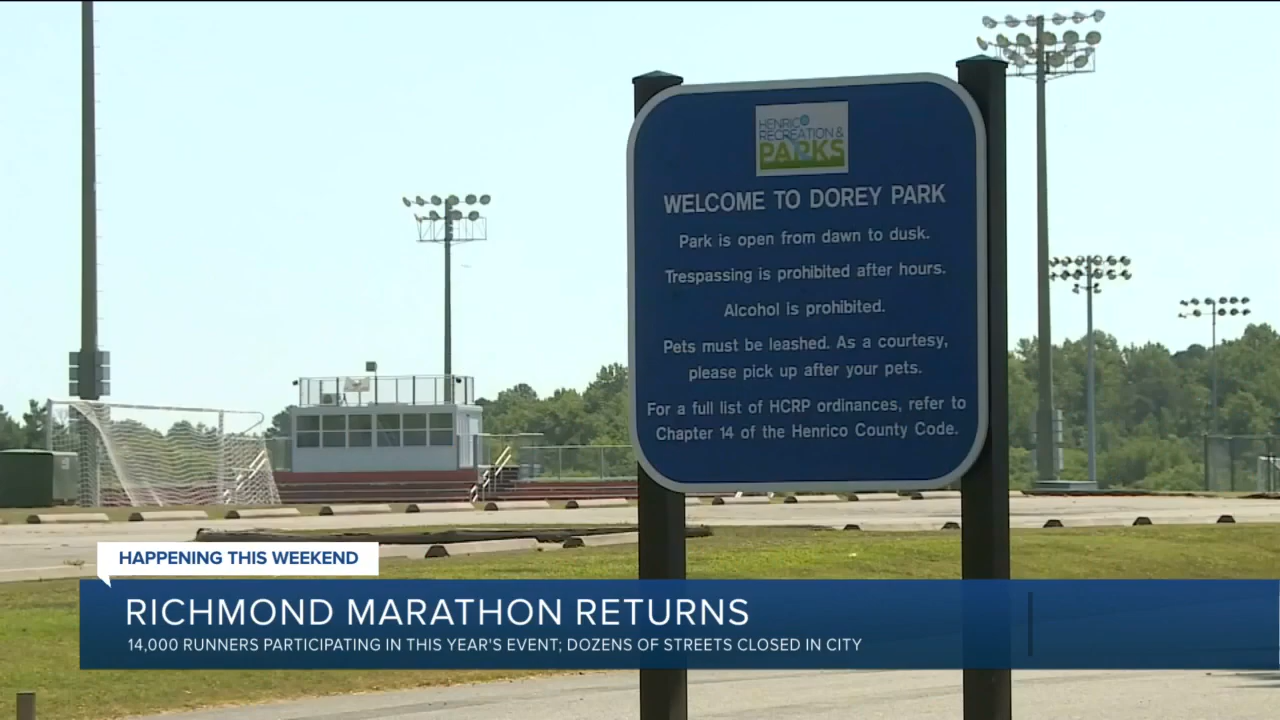 HENRICO
RECREATION &
PARKS
WELCOME TO DOREY PARK
Park is open from dawn to dusk.
Trespassing is prohibited after hours.
Alcohol is prohibited.
Pets must be leashed. As a courtesy,
please pick up after your pets.
For a full list of HCRP ordinances, refer to
Chapter 14 of the Henrico County Code.
HAPPENING THIS WEEKEND
RICHMOND MARATHON RETURNS
14,000 RUNNERS PARTICIPATING IN THIS YEAR'S EVENT; DOZENS OF STREETS CLOSED IN CITY